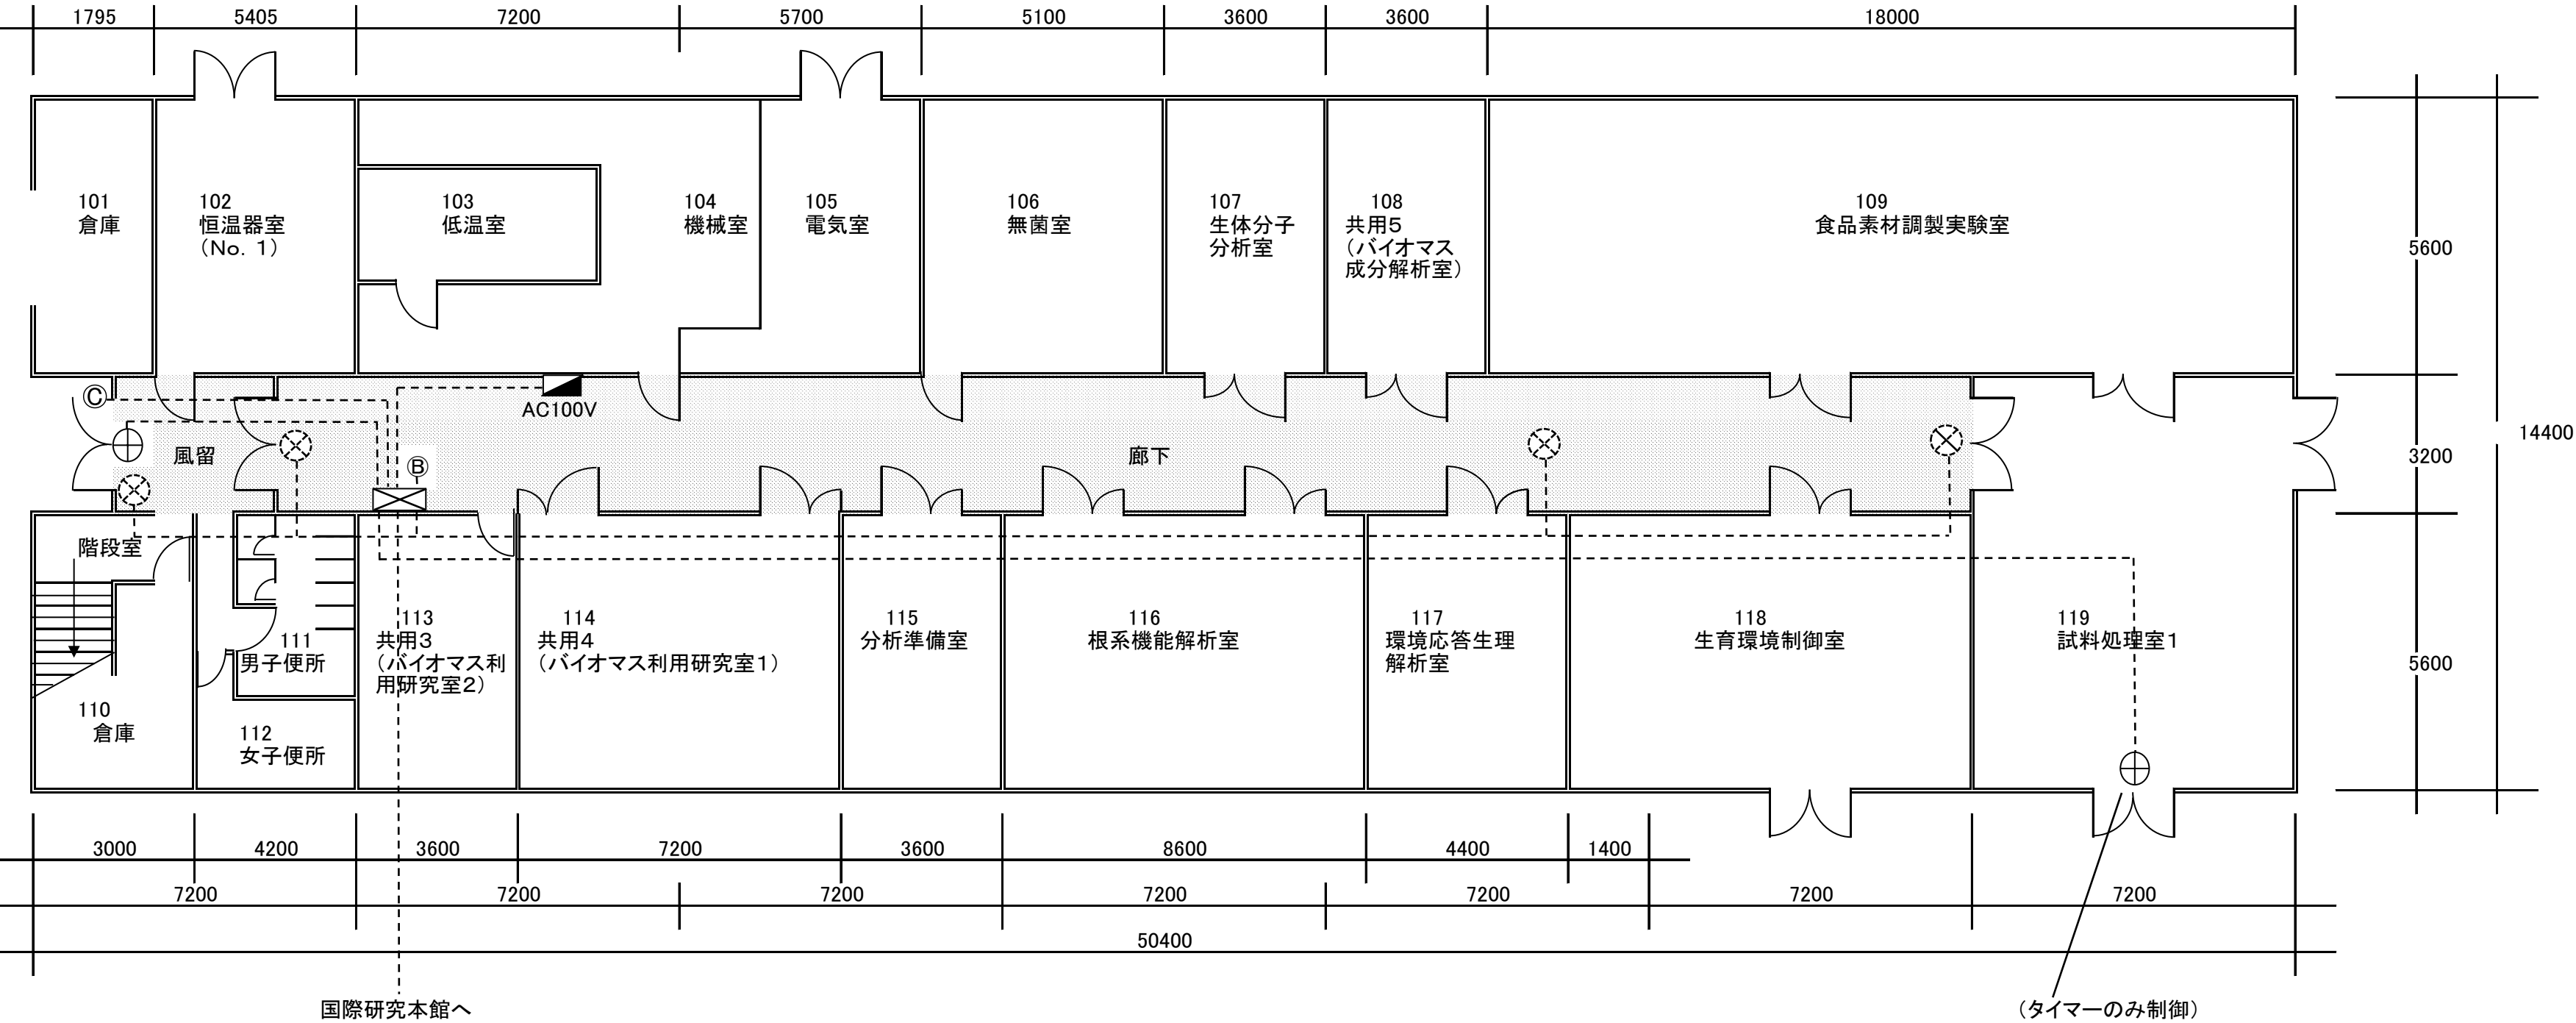 1795
5405
7200
5700
5100
3600
3600
18000
101
倉庫
102
恒温器室
（No. 1）
103
低温室
104
機械室
105
電気室
106
無菌室
107
生体分子
分析室
108
共用5
（バイオマス
成分解析室）
109
食品素材調製実験室
5600
Ⓒ
AC100V
風留
Ⓑ
廊下
3200
14400
階段室
110
倉庫
111
男子便所
112
女子便所
113
共用3
（バイオマス利
用研究室2）
114
共用4
（バイオマス利用研究室1）
115
分析準備室
116
根系機能解析室
117
環境応答生理
解析室
118
生育環境制御室
119
試料処理室1
5600
3000
4200
3600
7200
3600
8600
4400
1400
7200
7200
7200
7200
7200
7200
7200
50400
国際研究本館へ
（タイマーのみ制御）